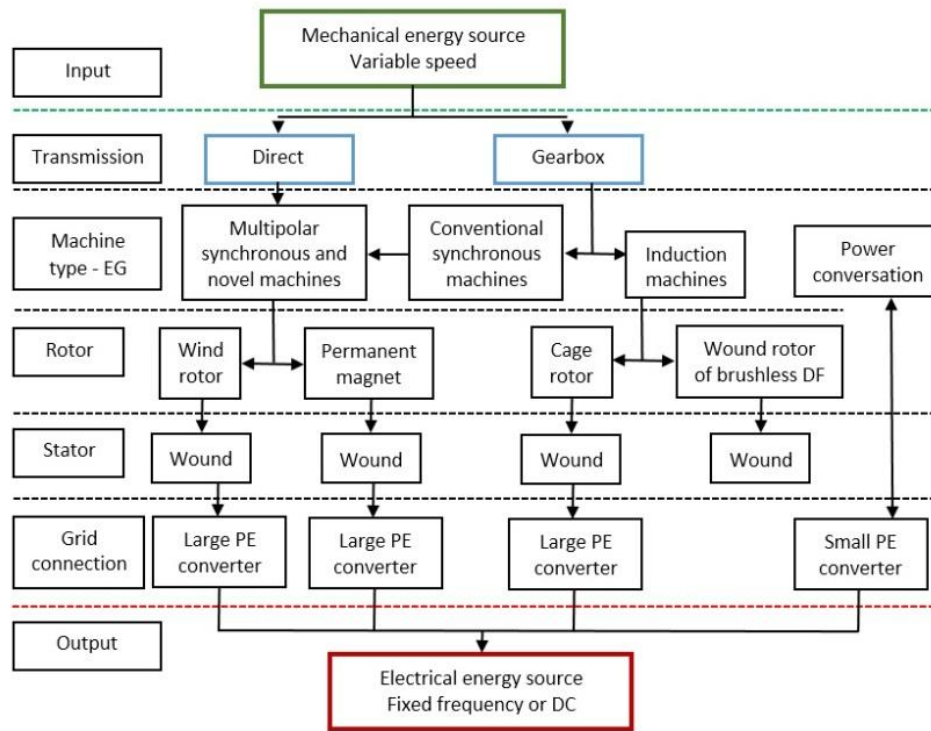 Mechanical energy source
Variable speed
Input
Transmission
Direct
Gearbox
Machine
type - EG
Multipolar
synchronous and
novel machines
Conventional
synchronous
machines
Induction
machines
Power
conversation
Rotor
Wind
rotor
Permanent
magnet
Cage
rotor
Wound rotor
of brushless DF
Stator
Wound
Wound
Wound
Wound
Grid
connection
Large PE
converter
Large PE
converter
Large PE
converter
Small PE
converter
Output
Electrical energy source
Fixed frequency or DC